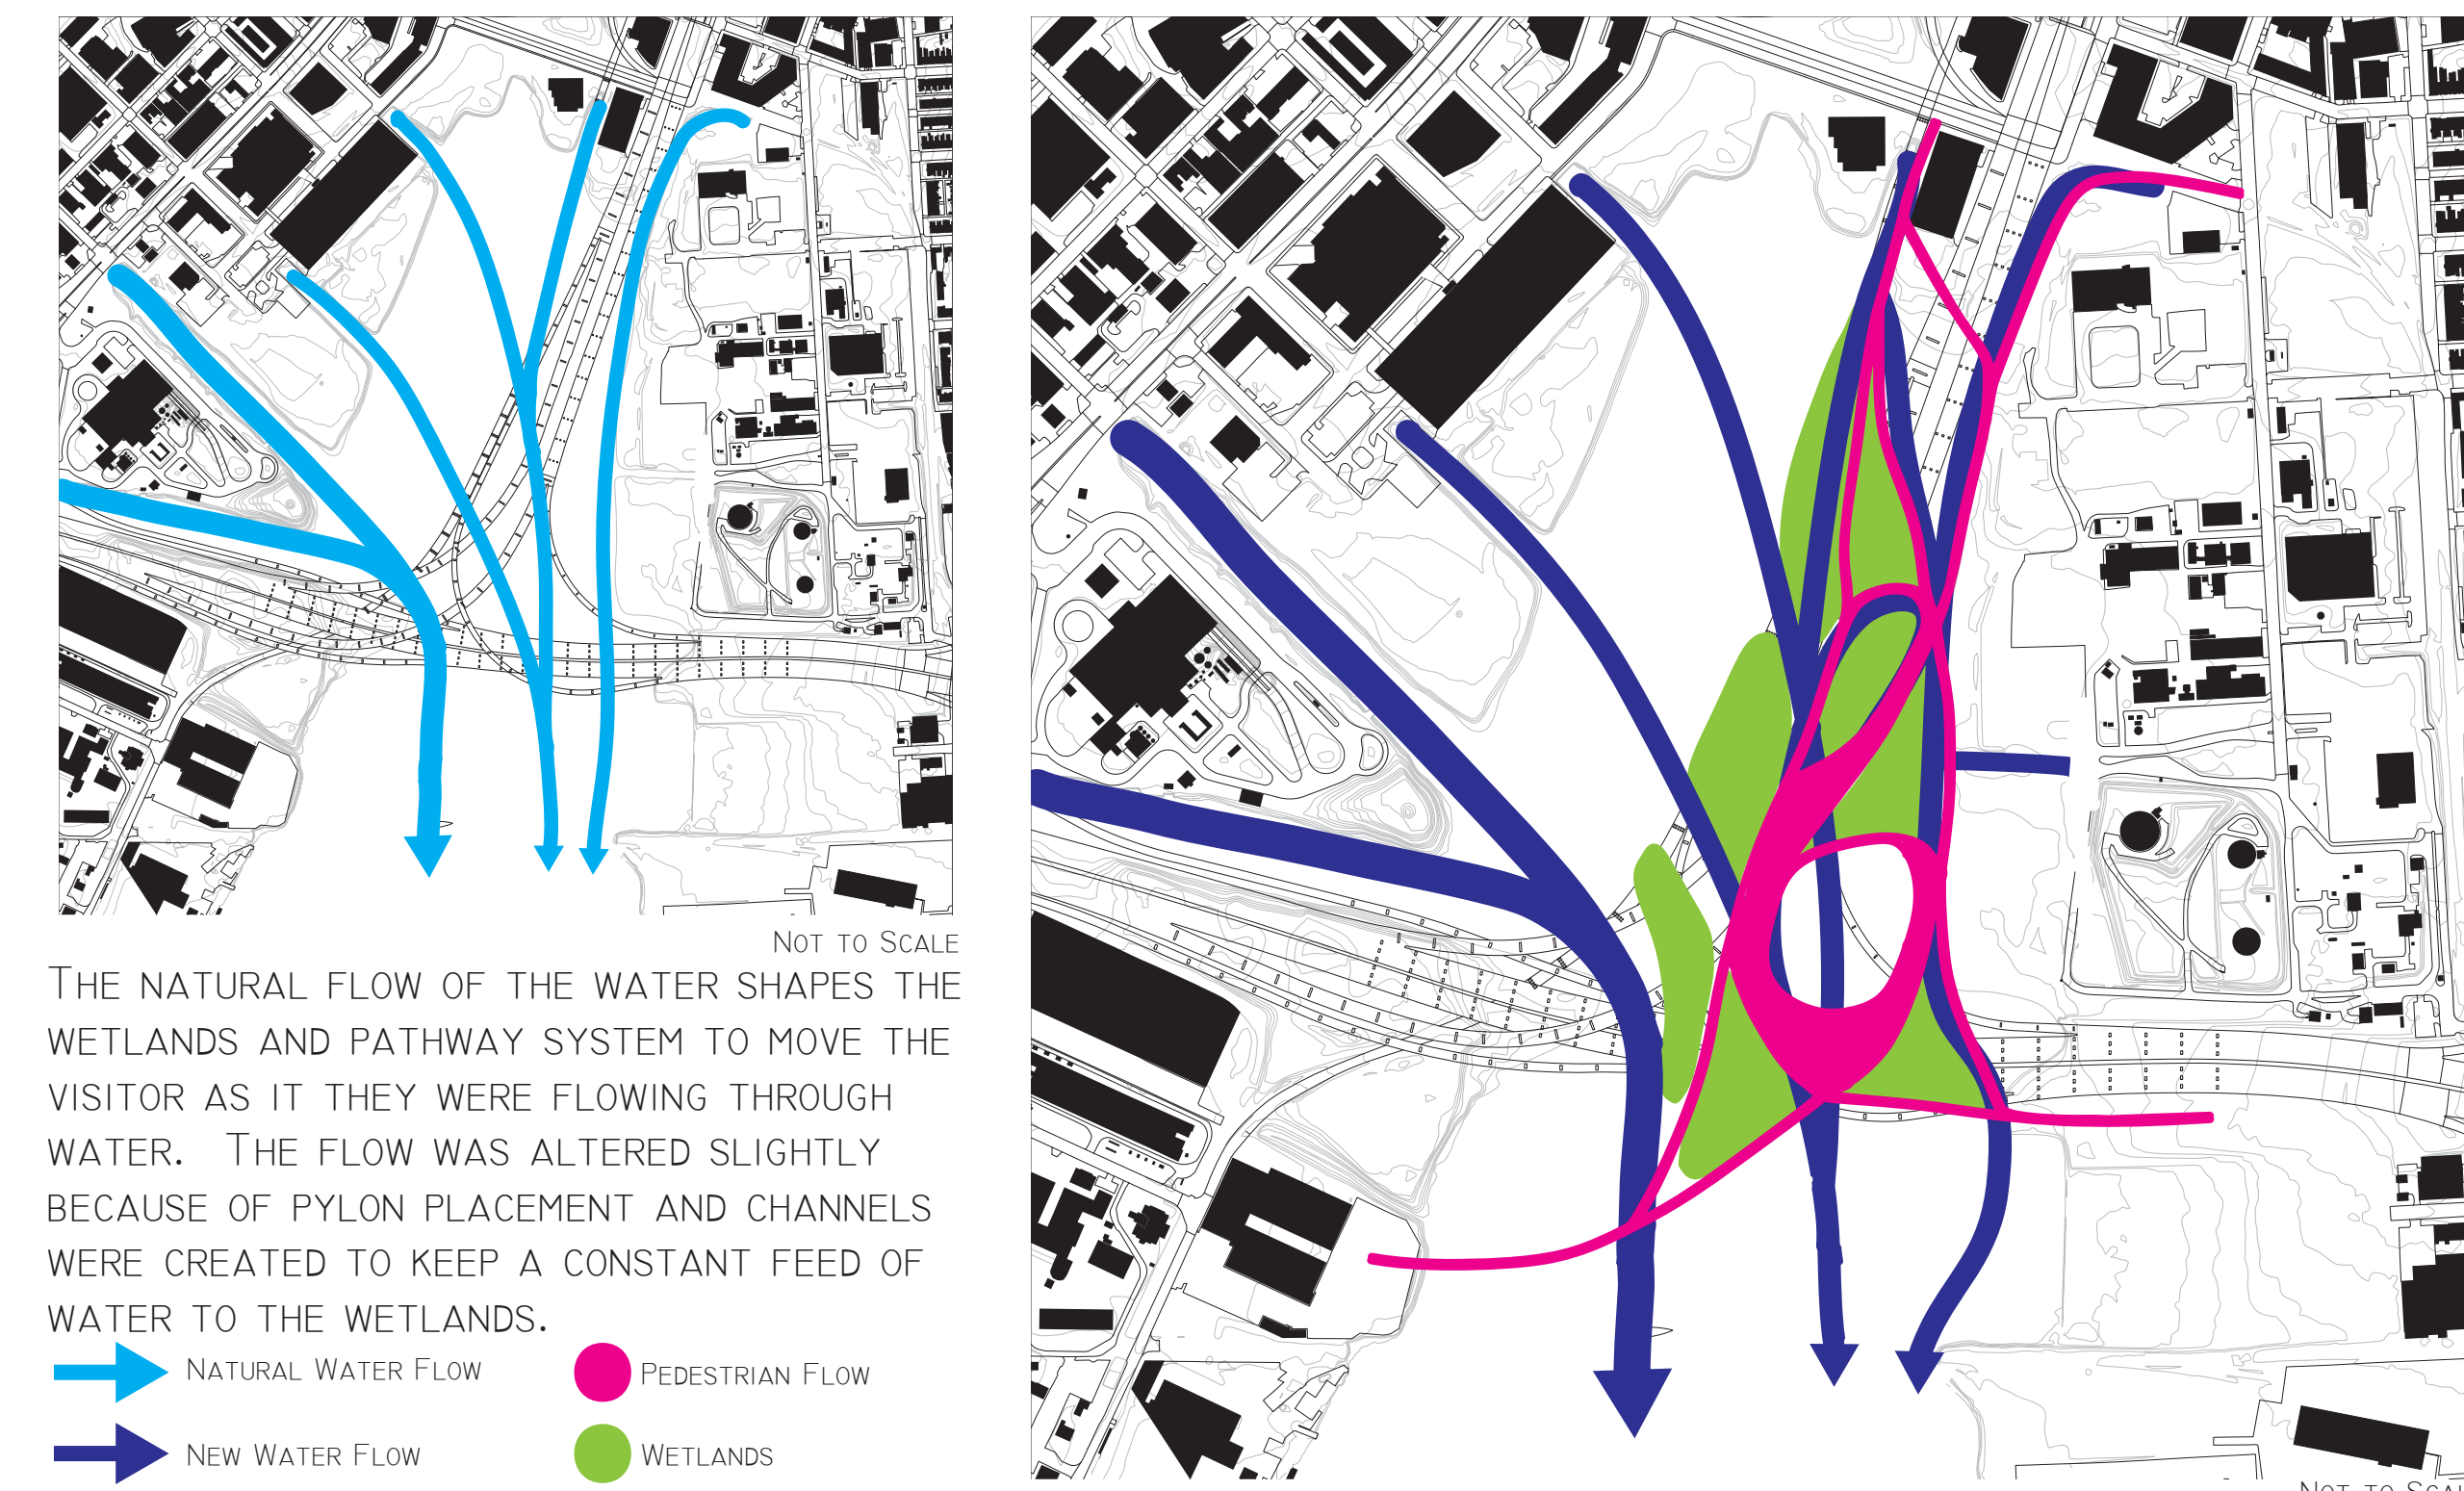 Not to Scale
The natural flow of the water shapes the
wetlands and pathway system to move the
visitor as it they were flowing through
water. The flow was altered slightly
because of pylon placement and channels
were created to keep a constant feed of
water to the wetlands.
Natural Water Flow
Pedestrian Flow
New Water Flow
Wetlands
Not to